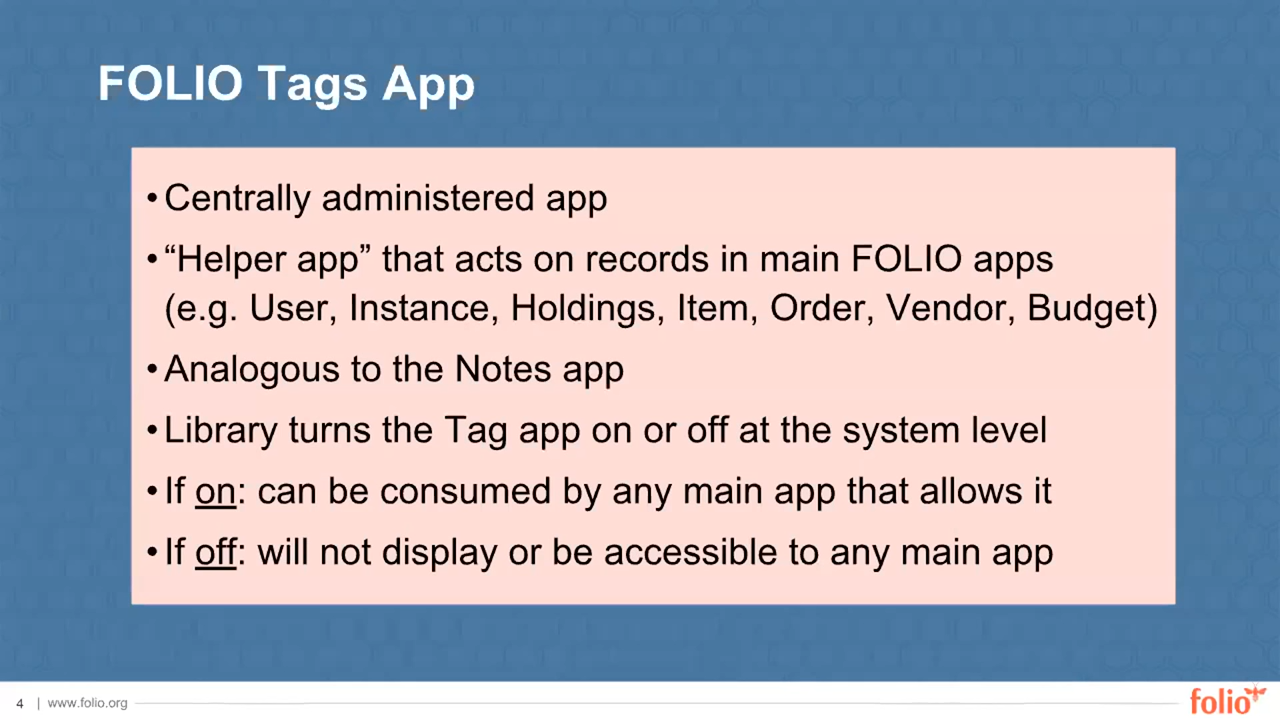 FOLIO Tags App
• Centrally administered app
• “Helper app” that acts on records in main FOLIO apps
(e.g. User, Instance, Holdings, Item, Order, Vendor, Budget)
• Analogous to the Notes app
• Library turns the Tag app on or off at the system level
• If on: can be consumed by any main app that allows it
• If off: will not display or be accessible to any main app
4 | www.folio.org
folio